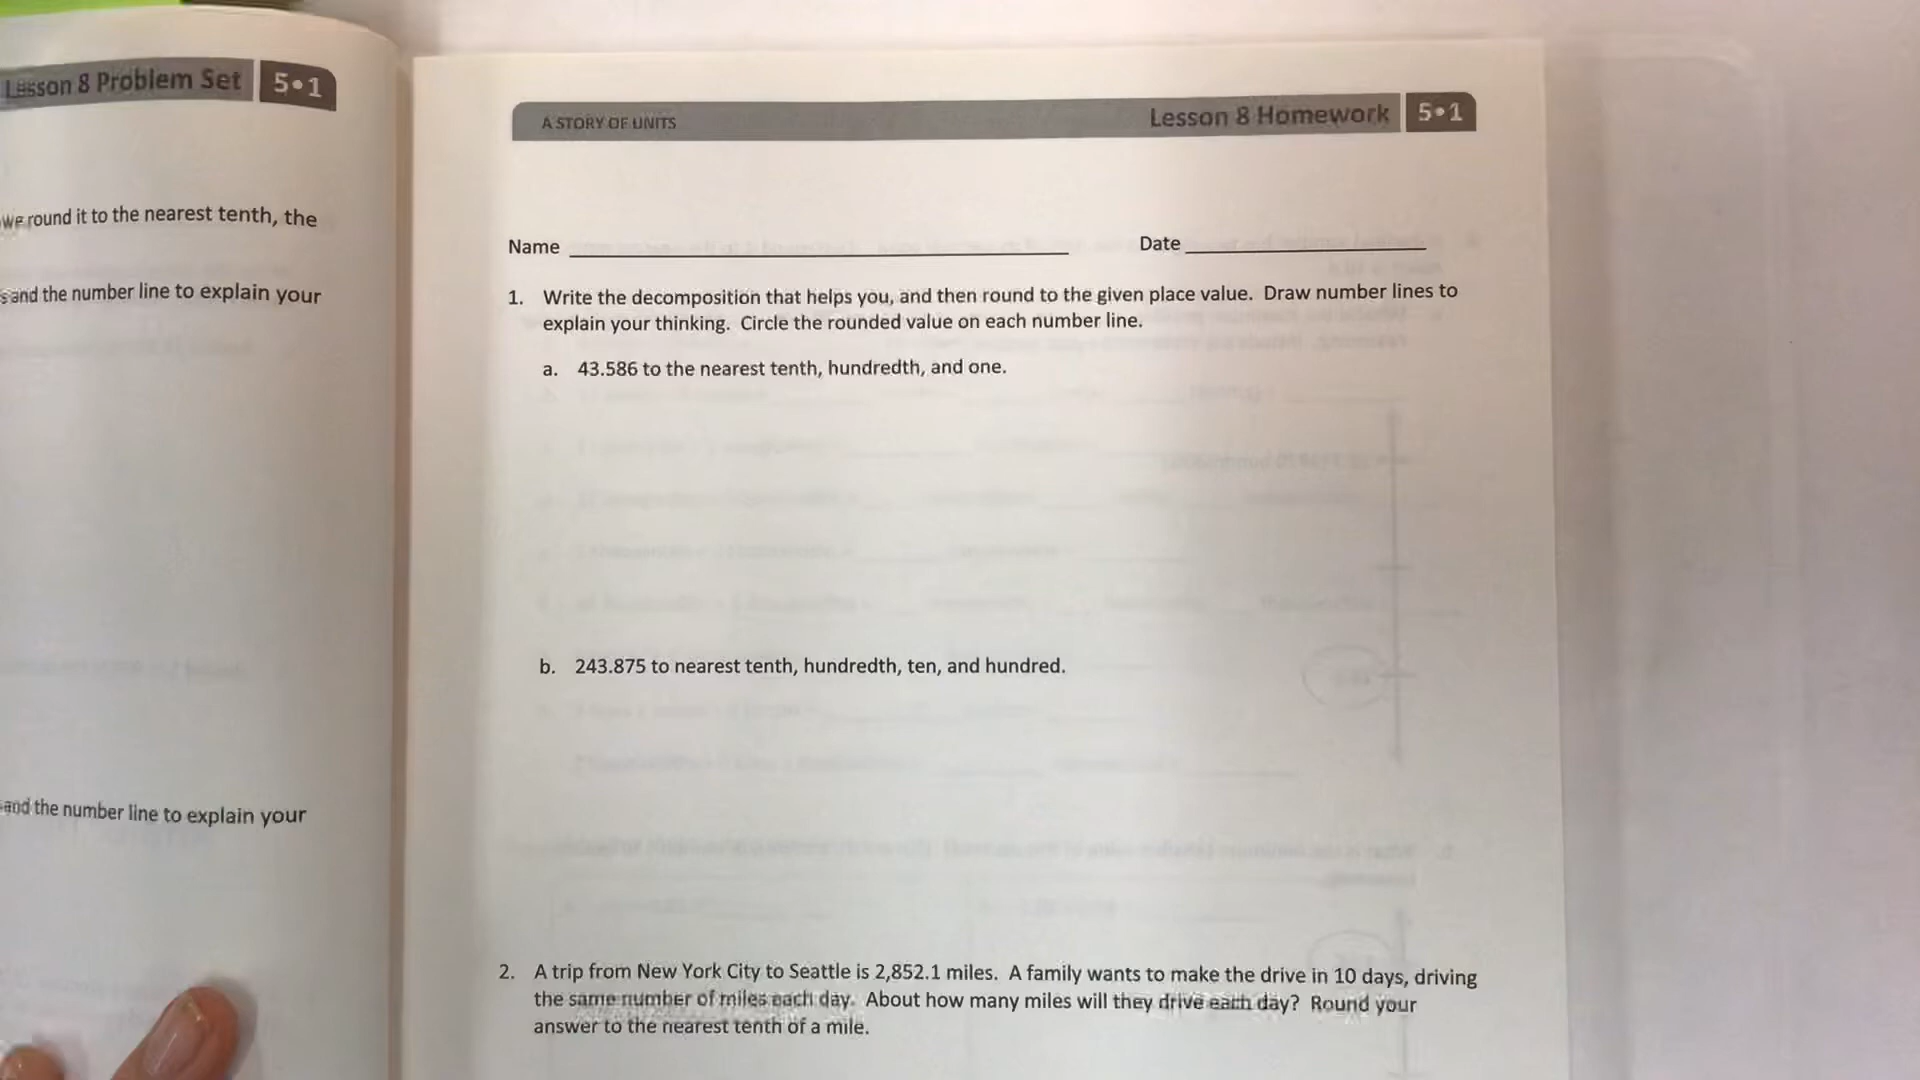 Lesson 8 Problem Set 5•1
we round it to the nearest tenth, the
s and the number line to explain your
and the number line to explain your
A STORY OF UNITS
Lesson 8 Homework 5•1
Name
Date
1. Write the decomposition that helps you, and then round to the given place value. Draw number lines to
explain your thinking. Circle the rounded value on each number line.
a. 43.586 to the nearest tenth, hundredth, and one.
b. 243.875 to nearest tenth, hundredth, ten, and hundred.
2. A trip from New York City to Seattle is 2,852.1 miles. A family wants to make the drive in 10 days, driving
the same number of miles each day. About how many miles will they drive each day? Round your
answer to the nearest tenth of a mile.